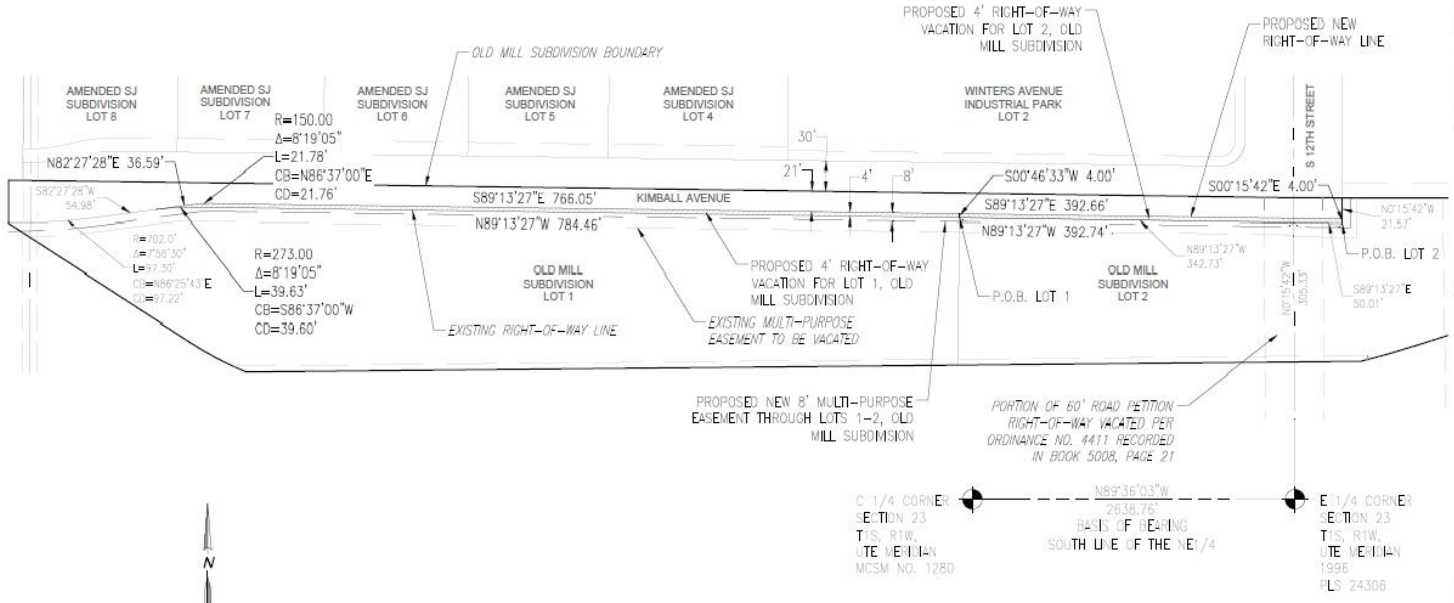 PROPOSED 4' RIGHT-OF-WAY
VACATION FOR LOT 2, OLD
MILL SUBDIVISION
PROPOSED NEW
RIGHT-OF-WAY LINE
OLD MILL SUBDIVISION BOUNDARY
AMENDED SJ
SUBDIVISION
LOT 8
AMENDED SJ
SUBDIVISION
LOT 7
AMENDED SJ
SUBDIVISION
LOT 6
AMENDED SJ
SUBDIVISION
LOT 5
AMENDED SJ
SUBDIVISION
LOT 4
WINTERS AVENUE
INDUSTRIAL PARK
LOT 2
S 12TH STREET
R=150.00
Δ=8°19'05"
L=21.78'
CB=N86°37'00"E
CD=21.76'
30'
21'
4'
8'
N82°27'28"E 36.59'
S82°27'28"W
54.98'
S89°13'27"E 766.05'
KIMBALL AVENUE
N89°13'27"W 784.46'
S00°46'33"W 4.00'
S89°13'27"E 392.66'
N89°13'27"W 392.74'
S00°15'42"E 4.00'
N0°15'42"W
21.57'
P.O.B. LOT 2
N89°13'27"W
342.73'
S89°13'27"E
50.01'
N0°15'42"W
305.33'
R=702.0'
Δ=7°56'30"
L=97.30'
CB=N86°25'43"E
CD=97.22'
R=273.00
Δ=8°19'05"
L=39.63'
CB=S86°37'00"W
CD=39.60'
EXISTING RIGHT-OF-WAY LINE
OLD MILL
SUBDIVISION
LOT 1
EXISTING MULTI-PURPOSE
EASEMENT TO BE VACATED
PROPOSED 4' RIGHT-OF-WAY
VACATION FOR LOT 1, OLD
MILL SUBDIVISION
P.O.B. LOT 1
OLD MILL
SUBDIVISION
LOT 2
PROPOSED NEW 8' MULTI-PURPOSE
EASEMENT THROUGH LOTS 1-2, OLD
MILL SUBDIVISION
PORTION OF 60' ROAD PETITION
RIGHT-OF-WAY VACATED PER
ORDINANCE NO. 4411 RECORDED
IN BOOK 5008, PAGE 21
C 1/4 CORNER
SECTION 23
T1S, R1W,
UTE MERIDIAN
MCSM NO. 1280
N89°36'03"W
2638.76'
BASIS OF BEARING
SOUTH LINE OF THE NE1/4
E 1/4 CORNER
SECTION 23
T1S, R1W,
UTE MERIDIAN
1996
PLS 24306
N